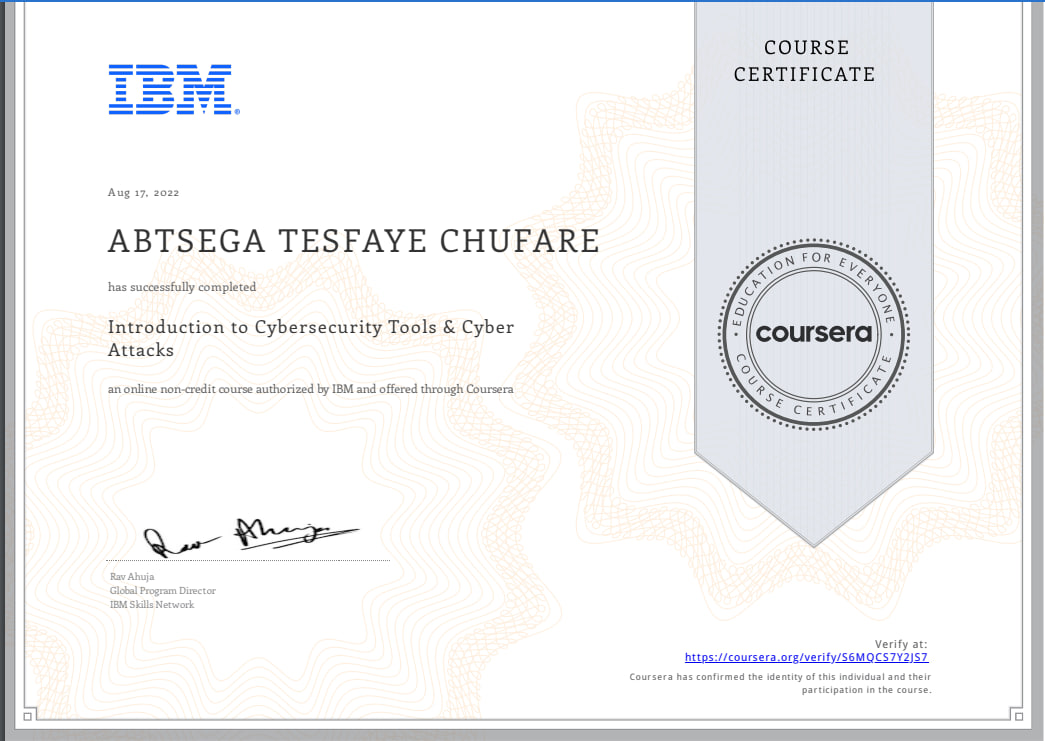 COURSE
CERTIFICATE
IBM®
Aug 17, 2022
ABTSEGA TESFAYE CHUFARE
has successfully completed
Introduction to Cybersecurity Tools & Cyber
Attacks
an online non-credit course authorized by IBM and offered through Coursera
EDUCATION FOR EVERYONE
coursera
COURSE CERTIFICATE
Rav Ahuja
Rav Ahuja
Global Program Director
IBM Skills Network
Verify at:
https://coursera.org/verify/S6MQCS7Y2JS7
Coursera has confirmed the identity of this individual and their
participation in the course.